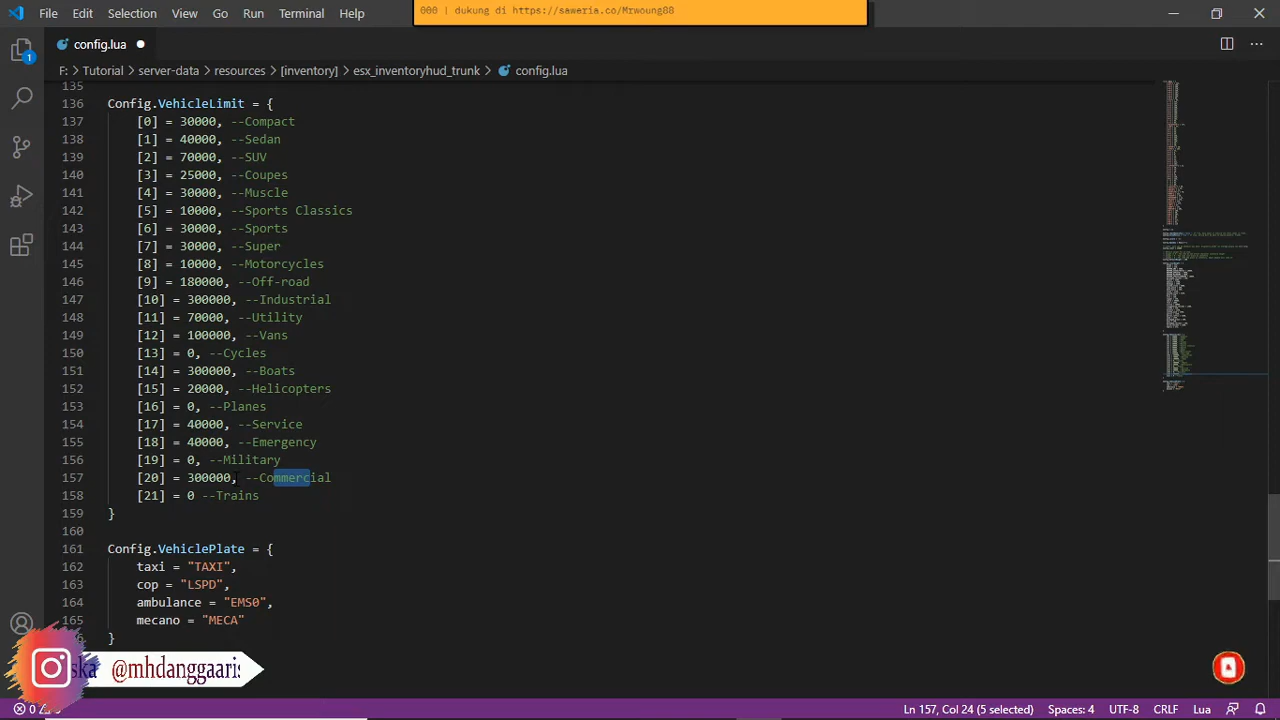 File Edit Selection View Go Run Terminal Help
000 | dukung di https://saweria.co/Mrwoung88
config.lua
F: > Tutorial > server-data > resources > [inventory] > esx_inventoryhud_trunk > config.lua
1
135
136 Config.VehicleLimit = {
137 [0] = 30000, --Compact
138 [1] = 40000, --Sedan
139 [2] = 70000, --SUV
140 [3] = 25000, --Coupes
141 [4] = 30000, --Muscle
142 [5] = 10000, --Sports Classics
143 [6] = 30000, --Sports
144 [7] = 30000, --Super
145 [8] = 10000, --Motorcycles
146 [9] = 180000, --Off-road
147 [10] = 300000, --Industrial
148 [11] = 70000, --Utility
149 [12] = 100000, --Vans
150 [13] = 0, --Cycles
151 [14] = 300000, --Boats
152 [15] = 20000, --Helicopters
153 [16] = 0, --Planes
154 [17] = 40000, --Service
155 [18] = 40000, --Emergency
156 [19] = 0, --Military
157 [20] = 300000, --Commercial
158 [21] = 0 --Trains
159 }
160
161 Config.VehiclePlate = {
162 taxi = "TAXI",
163 cop = "LSPD",
164 ambulance = "EMS0",
165 mecano = "MECA"
}
ska @mhdanggaaris
0
Ln 157, Col 24 (5 selected) Spaces: 4 UTF-8 CRLF Lua